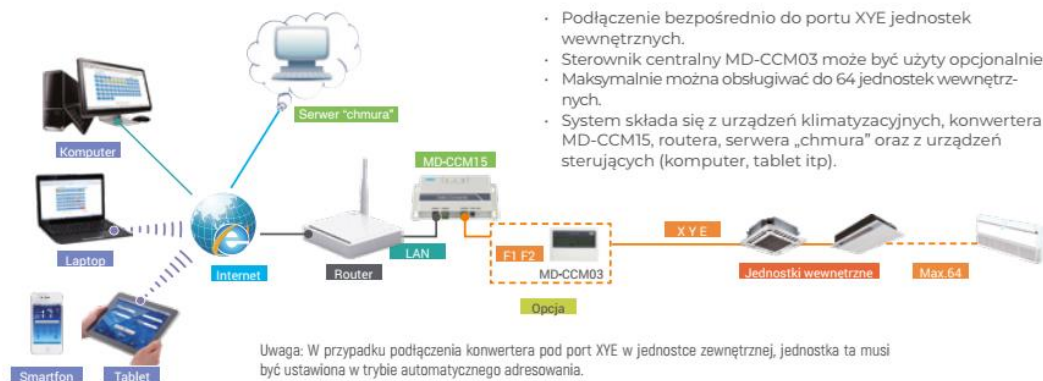 • Podłączenie bezpośrednio do portu XYE jednostek
wewnętrznych.
• Sterownik centralny MD-CCM03 może być użyty opcjonalnie
• Maksymalnie można obsługiwać do 64 jednostek wewnętrz-
nych.
• System składa się z urządzeń klimatyzacyjnych, konwertera
MD-CCM15, routera, serwera „chmura” oraz z urządzeń
sterujących (komputer, tablet itp).
Serwer "chmura"
Komputer
MD-CCM15
Laptop
Internet
Router
LAN
F1 F2
MD-CCM03
X Y E
Jednostki wewnętrzne
Max.64
Opcja
Smartfon
Tablet
Uwaga: W przypadku podłączenia konwertera pod port XYE w jednostce zewnętrznej, jednostka ta musi
być ustawiona w trybie automatycznego adresowania.